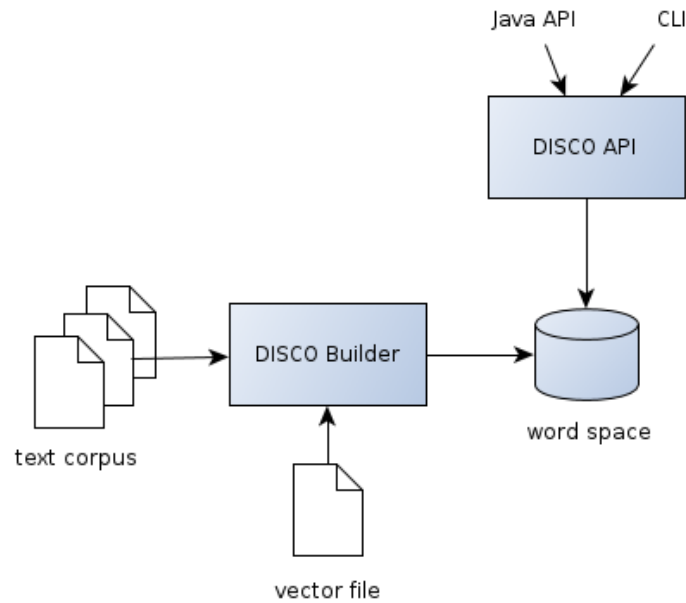 Java API
CLI
DISCO API
DISCO Builder
word space
text corpus
vector file